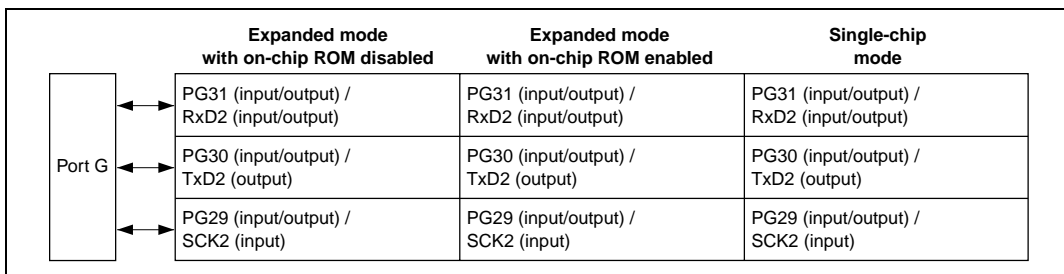 Expanded mode with on-chip ROM disabled
Expanded mode with on-chip ROM enabled
Single-chip mode
Port G
PG31 (input/output) /
RxD2 (input/output)
PG31 (input/output) /
RxD2 (input/output)
PG31 (input/output) /
RxD2 (input/output)
PG30 (input/output) /
TxD2 (output)
PG30 (input/output) /
TxD2 (output)
PG30 (input/output) /
TxD2 (output)
PG29 (input/output) /
SCK2 (input)
PG29 (input/output) /
SCK2 (input)
PG29 (input/output) /
SCK2 (input)